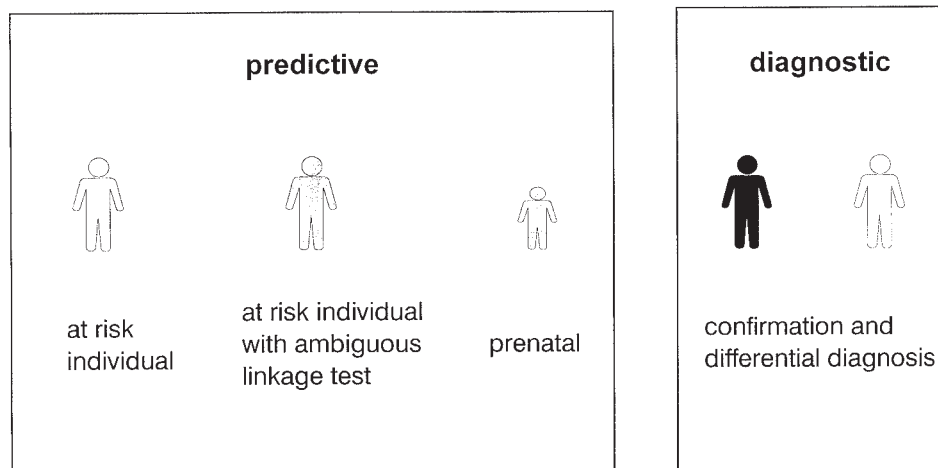 predictive
at risk
individual
at risk individual
with ambiguous
linkage test
prenatal
diagnostic
confirmation and
differential diagnosis